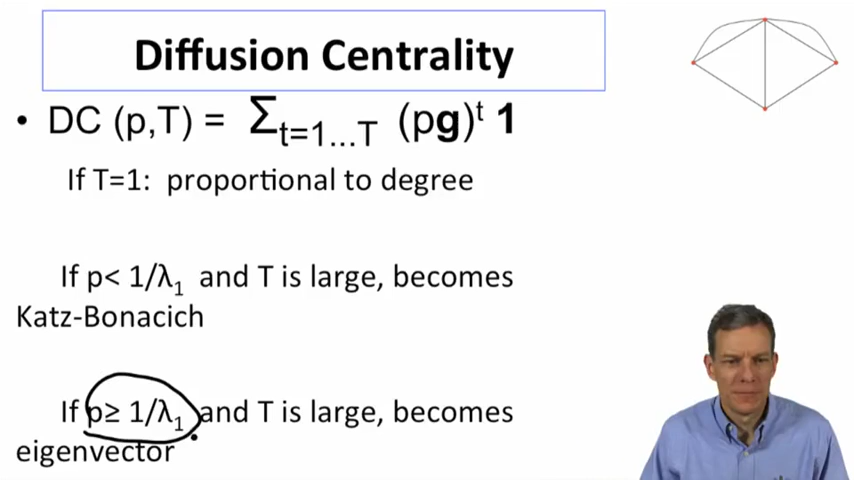 Diffusion Centrality
• DC (p,T) = Σt=1...T (pg)ᵗ 1
If T=1: proportional to degree
If p< 1/λ₁ and T is large, becomes
Katz-Bonacich
If p≥ 1/λ₁ and T is large, becomes
eigenvector